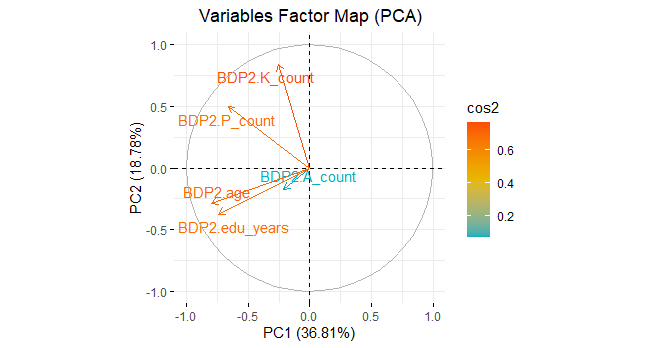 Variables Factor Map (PCA)
1.0
0.5
0.0
-0.5
-1.0
PC2 (18.78%)
BDP2.K_count
BDP2.P_count
BDP2.A_count
BDP2.age
BDP2.edu_years
-1.0 -0.5 0.0 0.5 1.0
PC1 (36.81%)
cos2
0.6
0.4
0.2